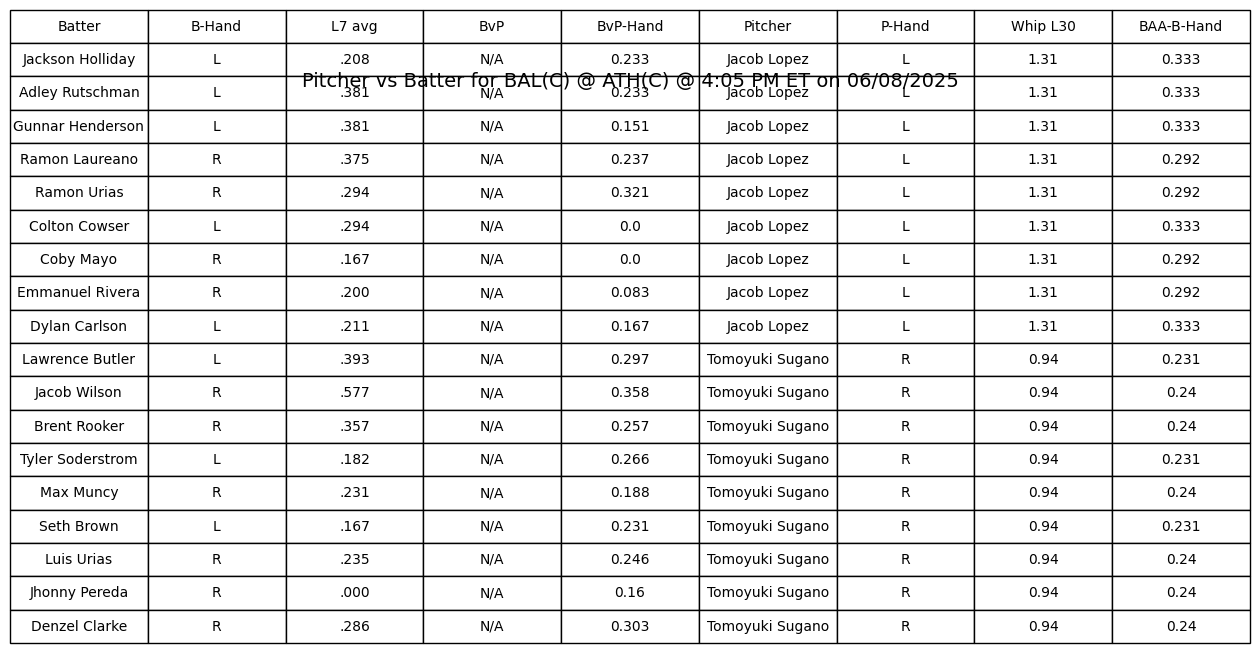 Batter B-Hand L7 avg BvP BvP-Hand Pitcher P-Hand Whip L30 BAA-B-Hand
Jackson Holliday L .208 N/A 0.233 Jacob Lopez L 1.31 0.333
Pitcher vs Batter for BAL(C) @ ATH(C) @ 4:05 PM ET on 06/08/2025
Adley Rutschman L .381 N/A 0.233 Jacob Lopez L 1.31 0.333
Gunnar Henderson L .381 N/A 0.151 Jacob Lopez L 1.31 0.333
Ramon Laureano R .375 N/A 0.237 Jacob Lopez L 1.31 0.292
Ramon Urias R .294 N/A 0.321 Jacob Lopez L 1.31 0.292
Colton Cowser L .294 N/A 0.0 Jacob Lopez L 1.31 0.333
Coby Mayo R .167 N/A 0.0 Jacob Lopez L 1.31 0.292
Emmanuel Rivera R .200 N/A 0.083 Jacob Lopez L 1.31 0.292
Dylan Carlson L .211 N/A 0.167 Jacob Lopez L 1.31 0.333
Lawrence Butler L .393 N/A 0.297 Tomoyuki Sugano R 0.94 0.231
Jacob Wilson R .577 N/A 0.358 Tomoyuki Sugano R 0.94 0.24
Brent Rooker R .357 N/A 0.257 Tomoyuki Sugano R 0.94 0.24
Tyler Soderstrom L .182 N/A 0.266 Tomoyuki Sugano R 0.94 0.231
Max Muncy R .231 N/A 0.188 Tomoyuki Sugano R 0.94 0.24
Seth Brown L .167 N/A 0.231 Tomoyuki Sugano R 0.94 0.231
Luis Urias R .235 N/A 0.246 Tomoyuki Sugano R 0.94 0.24
Jhonny Pereda R .000 N/A 0.16 Tomoyuki Sugano R 0.94 0.24
Denzel Clarke R .286 N/A 0.303 Tomoyuki Sugano R 0.94 0.24